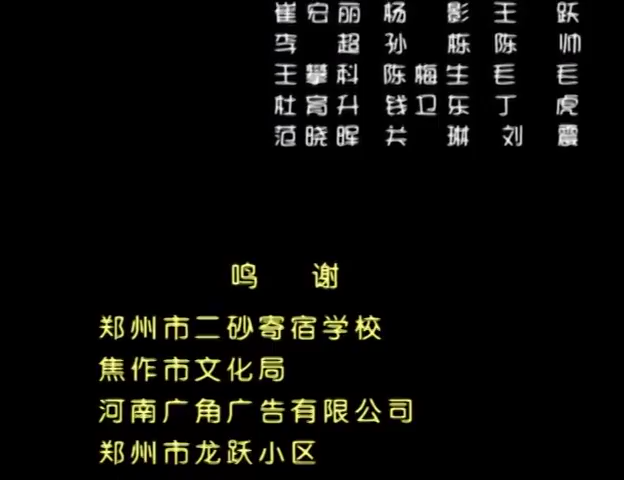 崔宏丽 杨 影 王 跃
李 超 孙 栋 陈 帅
王攀科 陈梅生 毛 毛
杜高升 钱卫东 丁 虎
范晓晖 关 琳 刘 震
鸣 谢
郑州市二砂寄宿学校
焦作市文化局
河南广角广告有限公司
郑州市龙跃小区